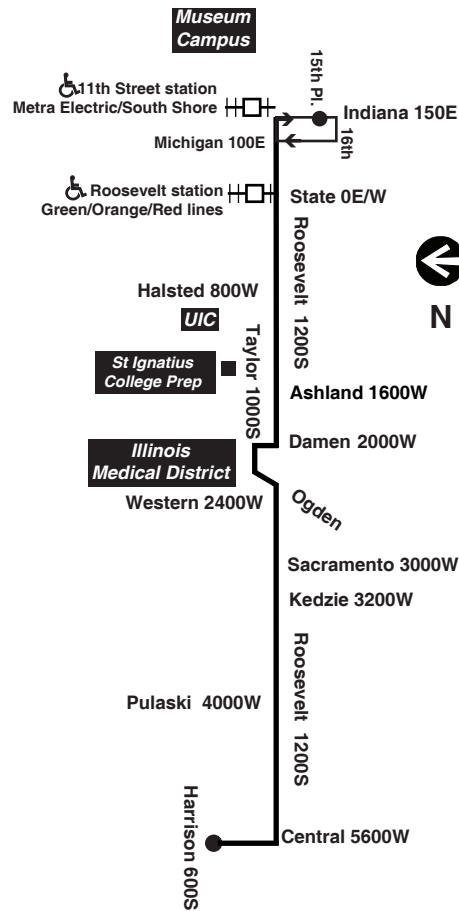 Museum
Campus
11th Street station
Metra Electric/South Shore
15th Pl.
Indiana 150E
16th
Michigan 100E
Roosevelt station
Green/Orange/Red lines
State 0E/W
Roosevelt 1200S
N
Halsted 800W
UIC
Taylor 1000S
St Ignatius
College Prep
Ashland 1600W
Damen 2000W
Illinois
Medical District
Western 2400W
Ogden
Sacramento 3000W
Kedzie 3200W
Roosevelt 1200S
Pulaski 4000W
Harrison 600S
Central 5600W